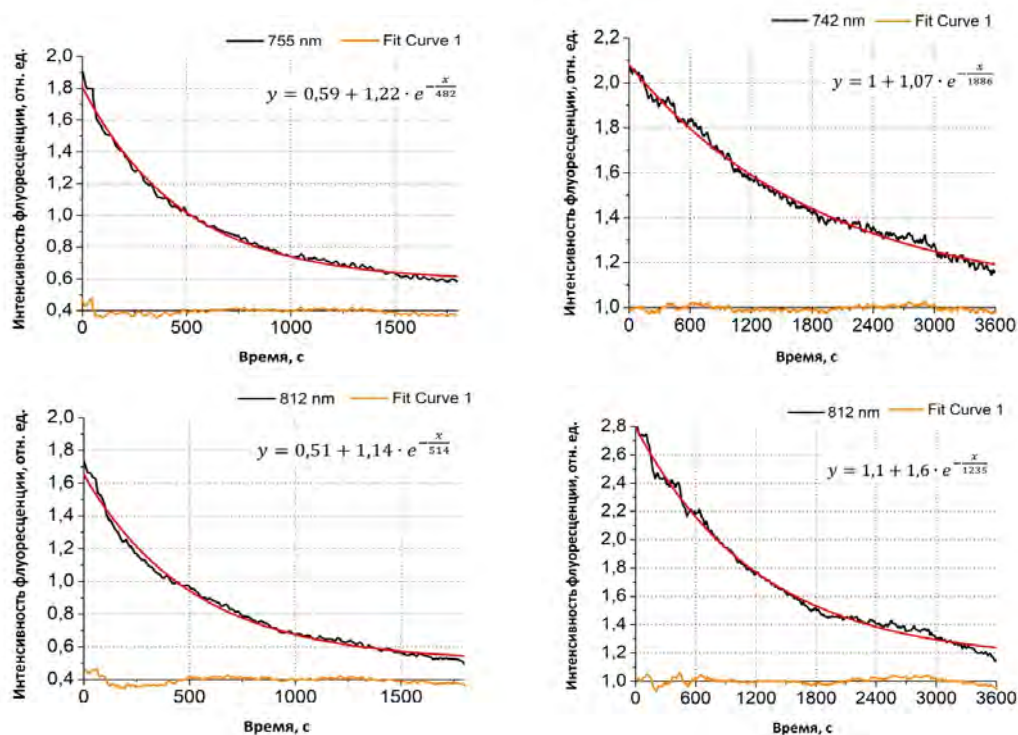 755 nm Fit Curve 1
y = 0,59 + 1,22 · e^{-x/482}
Интенсивность флуоресценции, отн. ед.
2,0
1,8
1,6
1,4
1,2
1,0
0,8
0,6
0,4
0 500 1000 1500
Время, с
742 nm Fit Curve 1
y = 1 + 1,07 · e^{-x/1886}
Интенсивность флуоресценции, отн. ед.
2,2
2,0
1,8
1,6
1,4
1,2
1,0
0 600 1200 1800 2400 3000 3600
Время, с
812 nm Fit Curve 1
y = 0,51 + 1,14 · e^{-x/514}
Интенсивность флуоресценции, отн. ед.
2,0
1,8
1,6
1,4
1,2
1,0
0,8
0,6
0,4
0 500 1000 1500
Время, с
812 nm Fit Curve 1
y = 1,1 + 1,6 · e^{-x/1235}
Интенсивность флуоресценции, отн. ед.
2,8
2,6
2,4
2,2
2,0
1,8
1,6
1,4
1,2
1,0
0 600 1200 1800 2400 3000 3600
Время, с